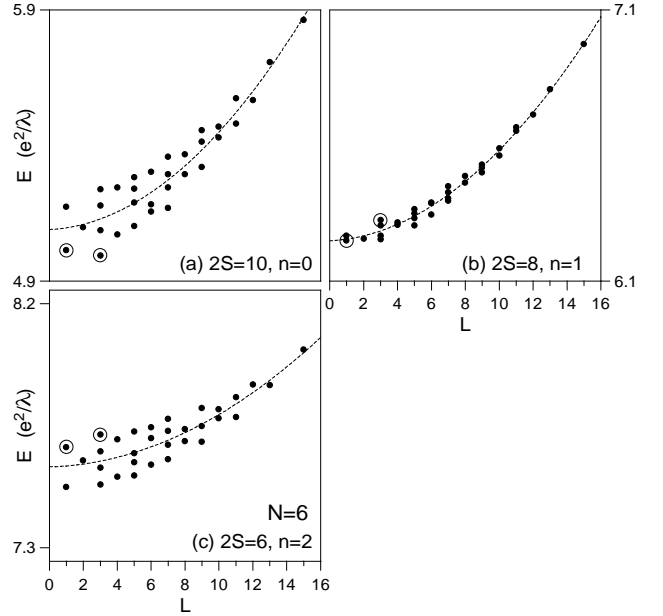 5.9
E (e²/λ)
4.9
(a) 2S=10, n=0
7.1
6.1
(b) 2S=8, n=1
0 2 4 6 8 10 12 14 16
L
8.2
E (e²/λ)
7.3
N=6
(c) 2S=6, n=2
0 2 4 6 8 10 12 14 16
L